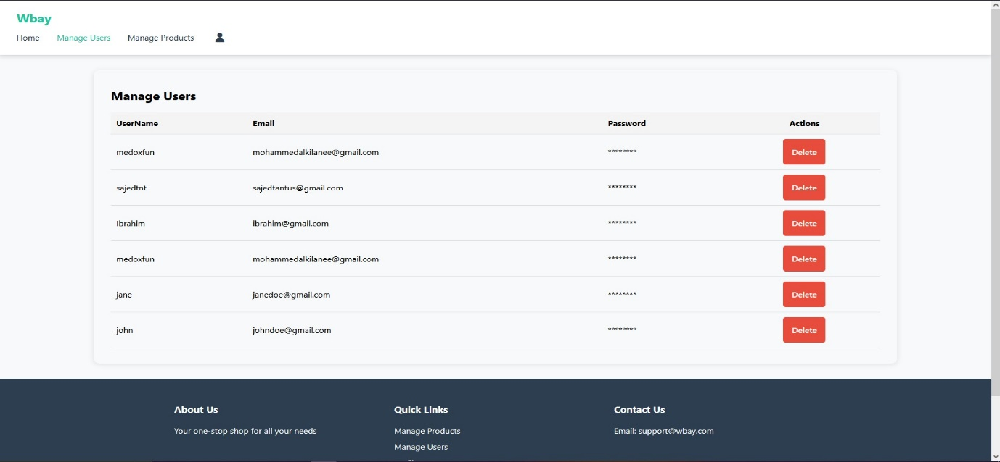 Wbay
Home Manage Users Manage Products
Manage Users
UserName Email Password Actions
medoxfun mohammedalkilanee@gmail.com ******** Delete
sajedtnt sajedtantus@gmail.com ******** Delete
Ibrahim ibrahim@gmail.com ******** Delete
medoxfun mohammedalkilanee@gmail.com ******** Delete
jane janedoe@gmail.com ******** Delete
john johndoe@gmail.com ******** Delete
About Us Quick Links Contact Us
Your one-stop shop for all your needs Manage Products Email: support@wbay.com
Manage Users